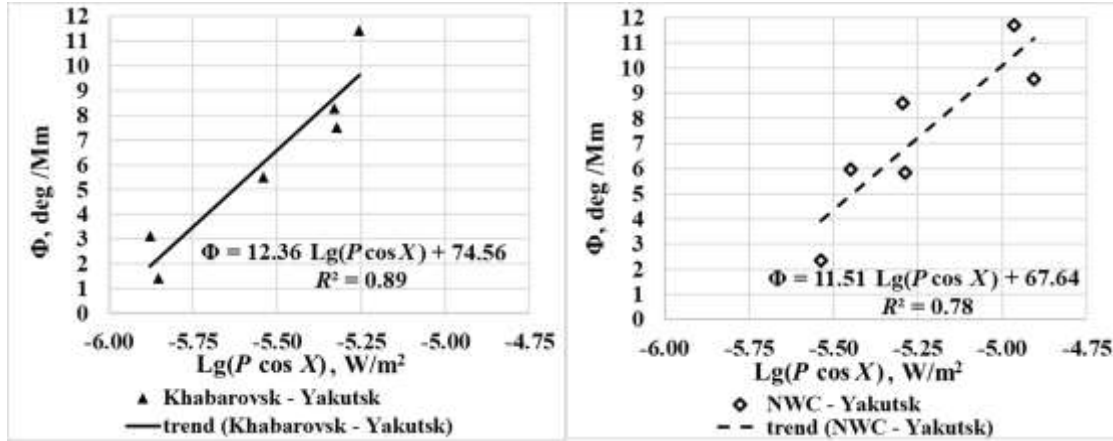 12
11
10
9
8
7
6
5
4
3
2
1
0
Φ, deg /Mm
Φ = 12.36 Lg(P cos X) + 74.56
R² = 0.89
-6.00 -5.75 -5.50 -5.25 -5.00 -4.75
Lg(P cos X), W/m²
Khabarovsk - Yakutsk
trend (Khabarovsk - Yakutsk)
12
11
10
9
8
7
6
5
4
3
2
1
0
Φ, deg /Mm
Φ = 11.51 Lg(P cos X) + 67.64
R² = 0.78
-6.00 -5.75 -5.50 -5.25 -5.00 -4.75
Lg(P cos X), W/m²
NWC - Yakutsk
trend (NWC - Yakutsk)